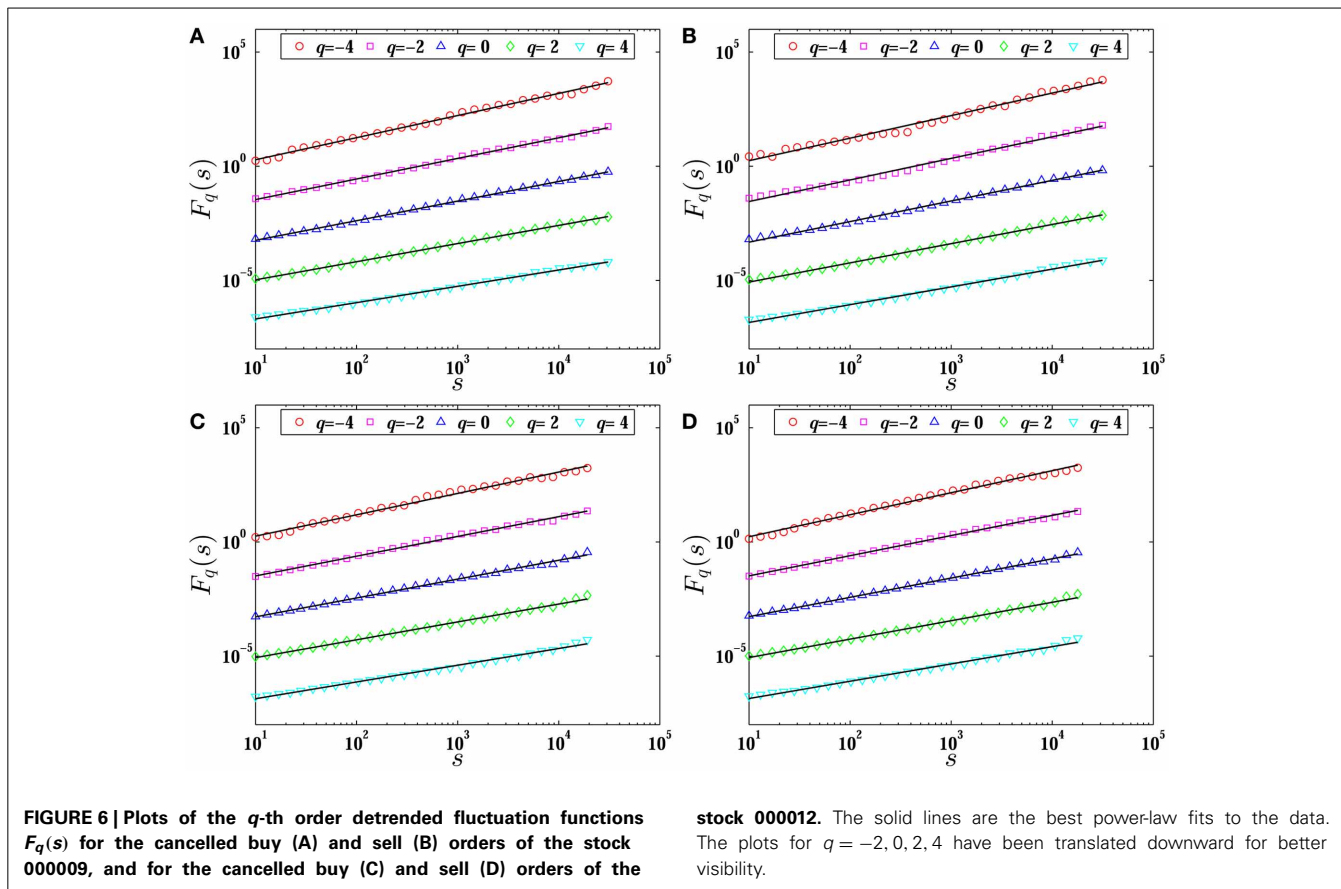 A
q=−4 q=−2 q= 0 q= 2 q= 4
10^5
10^0
10^-5
F_q(s)
10^1 10^2 10^3 10^4 10^5
s
B
q=−4 q=−2 q= 0 q= 2 q= 4
10^5
10^0
10^-5
F_q(s)
10^1 10^2 10^3 10^4 10^5
s
C
q=−4 q=−2 q= 0 q= 2 q= 4
10^5
10^0
10^-5
F_q(s)
10^1 10^2 10^3 10^4 10^5
s
D
q=−4 q=−2 q= 0 q= 2 q= 4
10^5
10^0
10^-5
F_q(s)
10^1 10^2 10^3 10^4 10^5
s
FIGURE 6 | Plots of the q-th order detrended fluctuation functions
F_q(s) for the cancelled buy (A) and sell (B) orders of the stock
000009, and for the cancelled buy (C) and sell (D) orders of the
stock 000012. The solid lines are the best power-law fits to the data.
The plots for q = −2, 0, 2, 4 have been translated downward for better
visibility.